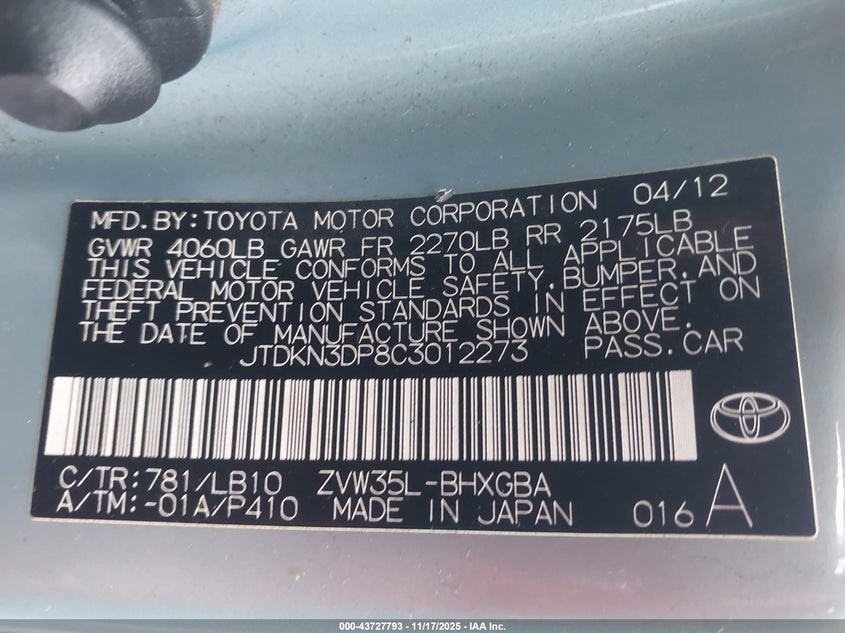 MFD.BY:TOYOTA MOTOR CORPORATION 04/12
GVWR 4060LB GAWR FR 2270LB RR 2175LB
THIS VEHICLE CONFORMS TO ALL APPLICABLE
FEDERAL MOTOR VEHICLE SAFETY,BUMPER,AND
THEFT PREVENTION STANDARDS IN EFFECT ON
THE DATE OF MANUFACTURE SHOWN ABOVE.
JTDKN3DP8C3012273 PASS.CAR
C/TR:781/LB10 ZVW35L-BHXGBA
A/TM:-01A/P410 MADE IN JAPAN 016 A
000-43727793 - 11/17/2025 - IAA Inc.